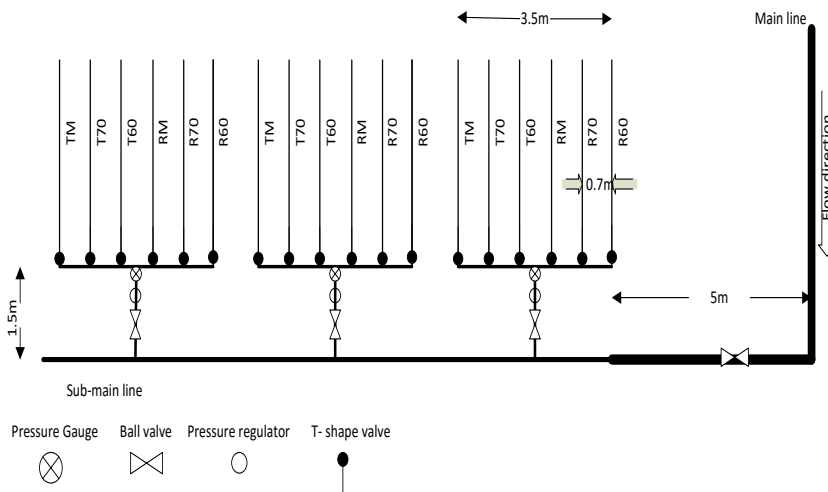 3.5m
Main line
TM
T70
T60
RM
R70
R60
TM
T70
T60
RM
R70
R60
TM
T70
T60
RM
R70
R60
0.7m
Flow direction
1.5m
5m
Sub-main line
Pressure Gauge
Ball valve
Pressure regulator
T- shape valve